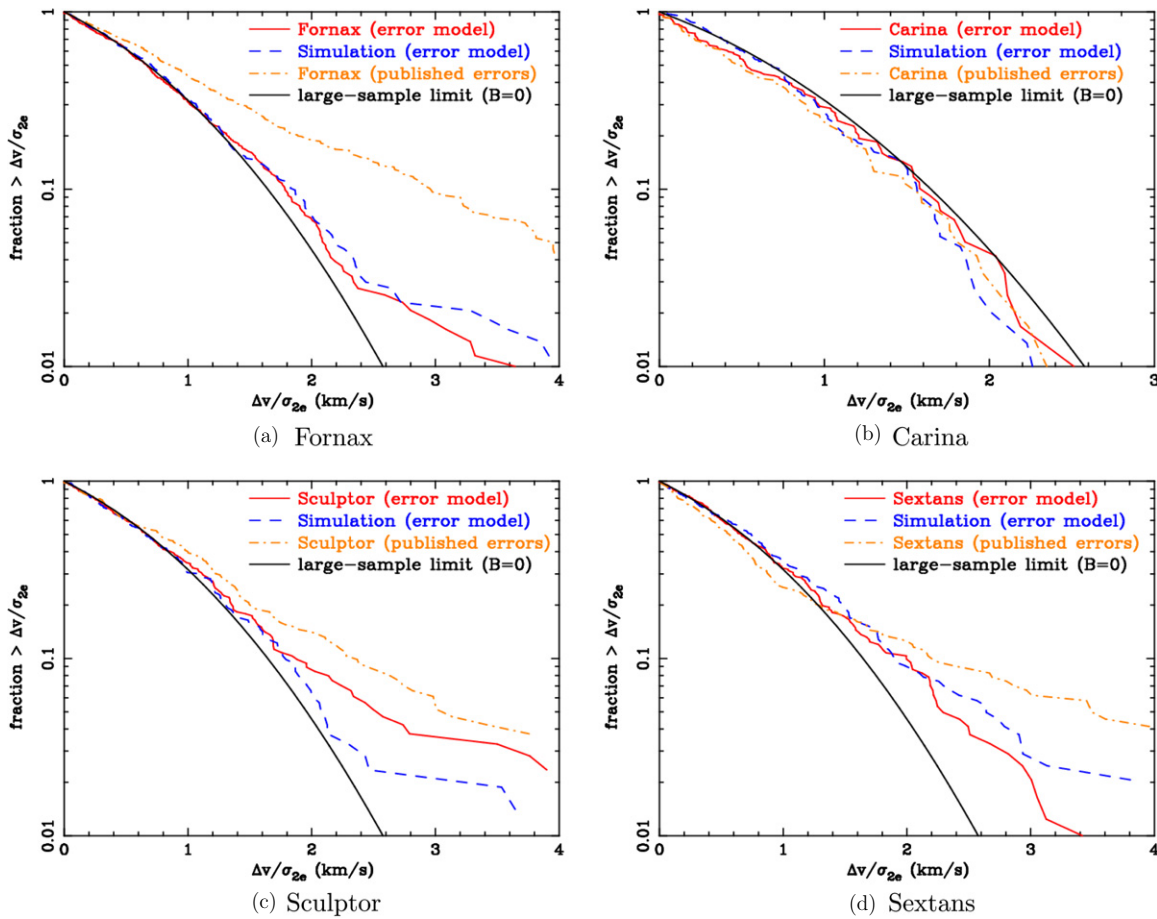 Fornax (error model)
Simulation (error model)
Fornax (published errors)
large-sample limit (B=0)
fraction > Δv/σ2e
1
0.1
0.01
0
1
2
3
4
Δv/σ2e (km/s)
(a) Fornax
Carina (error model)
Simulation (error model)
Carina (published errors)
large-sample limit (B=0)
fraction > Δv/σ2e
1
0.1
0.01
0
1
2
3
Δv/σ2e (km/s)
(b) Carina
Sculptor (error model)
Simulation (error model)
Sculptor (published errors)
large-sample limit (B=0)
fraction > Δv/σ2e
1
0.1
0.01
0
1
2
3
4
Δv/σ2e (km/s)
(c) Sculptor
Sextans (error model)
Simulation (error model)
Sextans (published errors)
large-sample limit (B=0)
fraction > Δv/σ2e
1
0.1
0.01
0
1
2
3
4
Δv/σ2e (km/s)
(d) Sextans